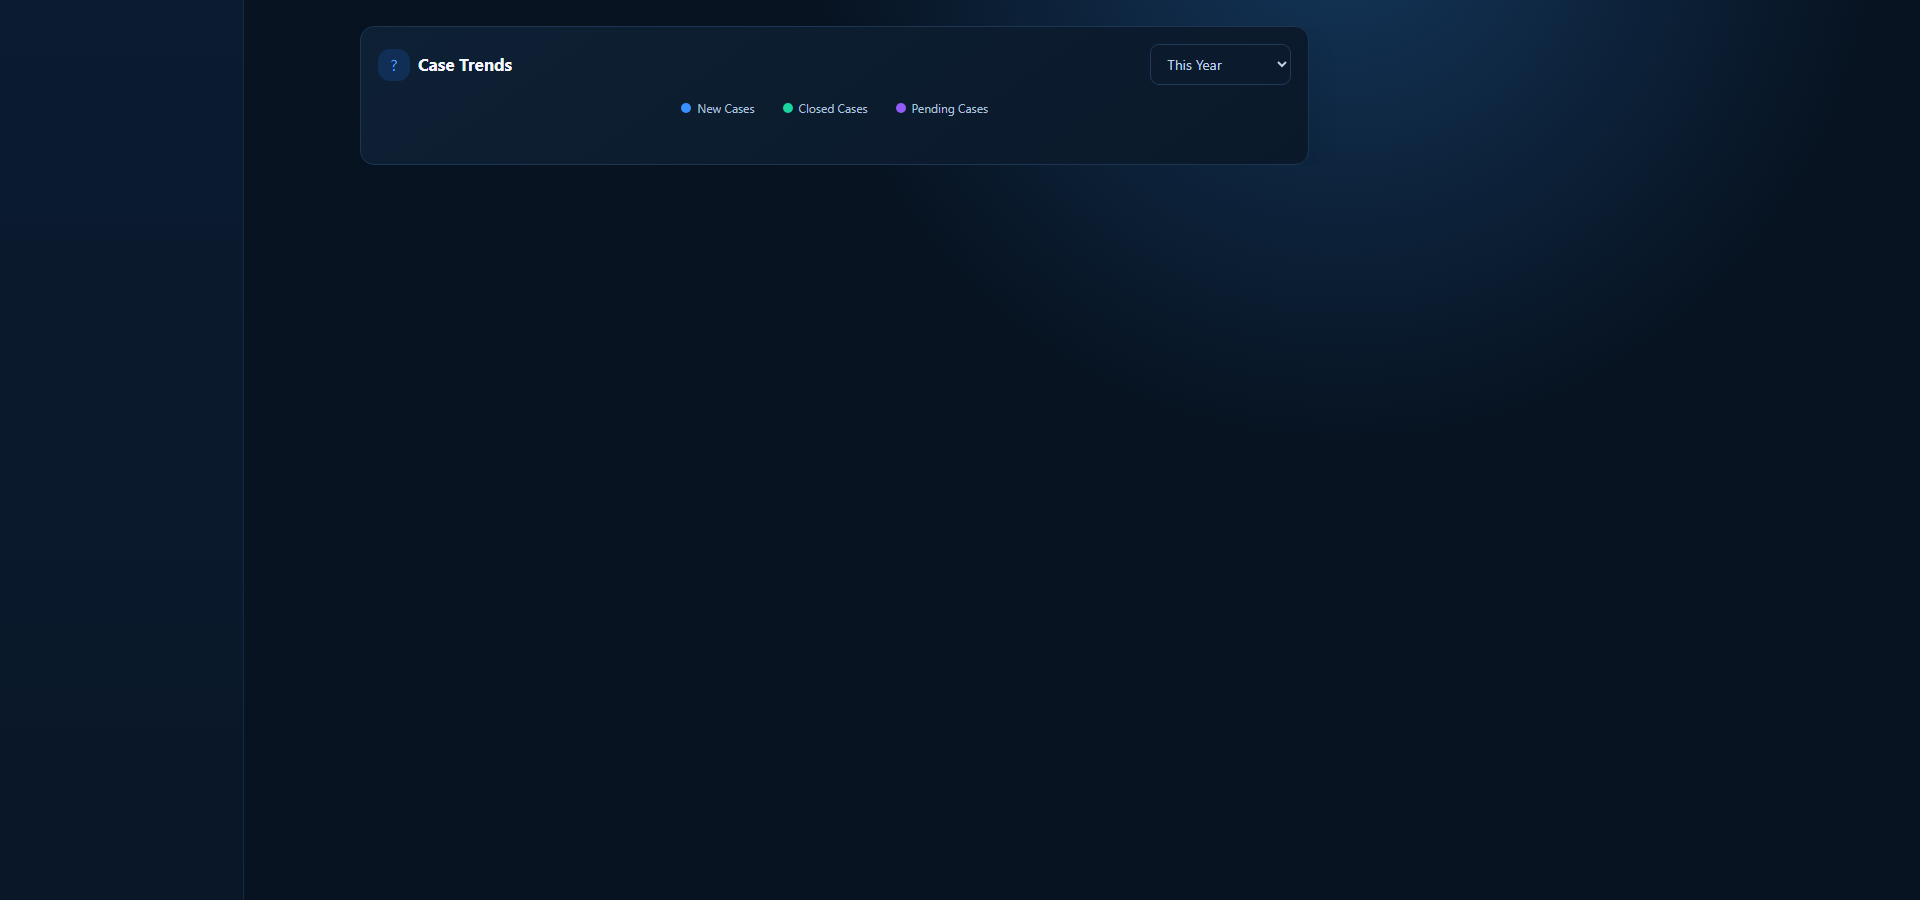 ? Case Trends
This Year
New Cases
Closed Cases
Pending Cases